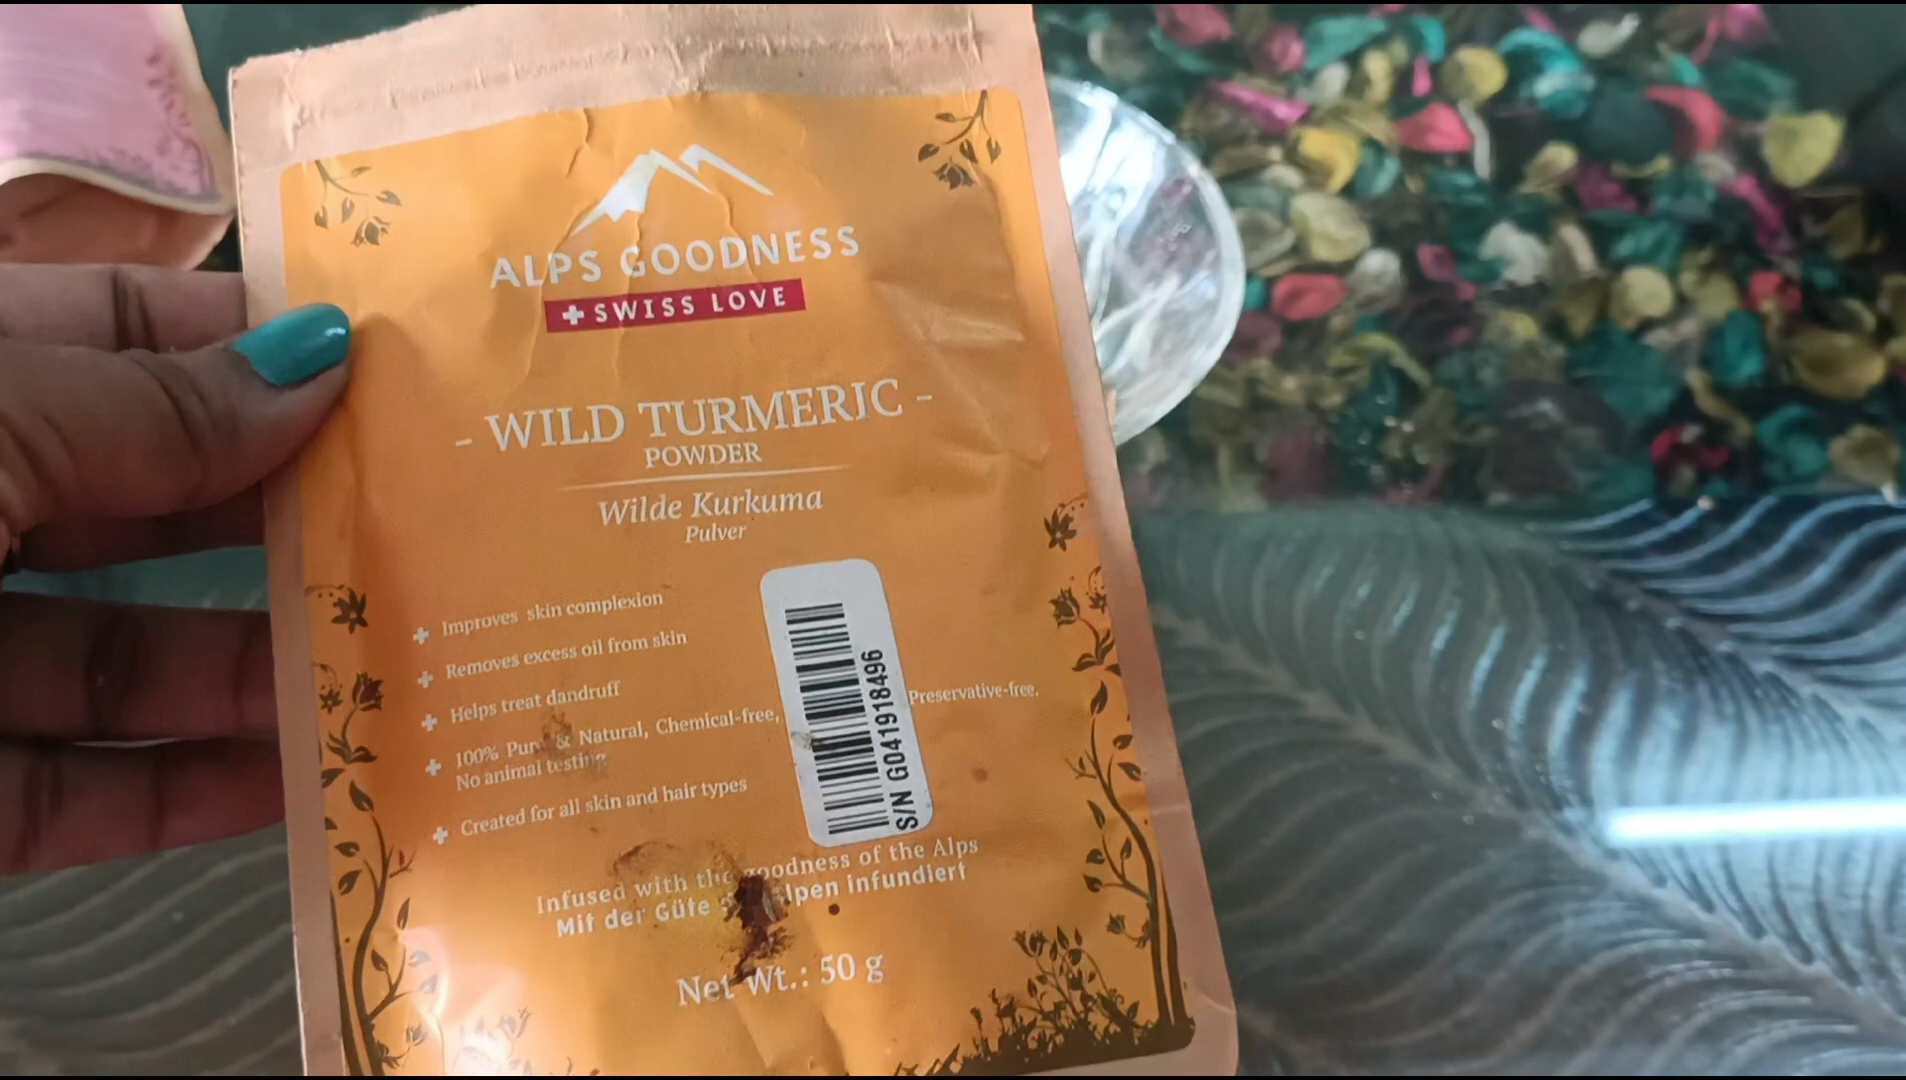 ALPS GOODNESS
SWISS LOVE
- WILD TURMERIC -
POWDER
Wilde Kurkuma
Pulver
Improves skin complexion
Removes excess oil from skin
Helps treat dandruff
100% & Natural, Chemical-free, Preservative-free.
No animal testing
Created for all skin and hair types
S/N G041918496
Infused with the goodness of the Alps
Mit der Güte infundiert
Net Wt.: 50 g